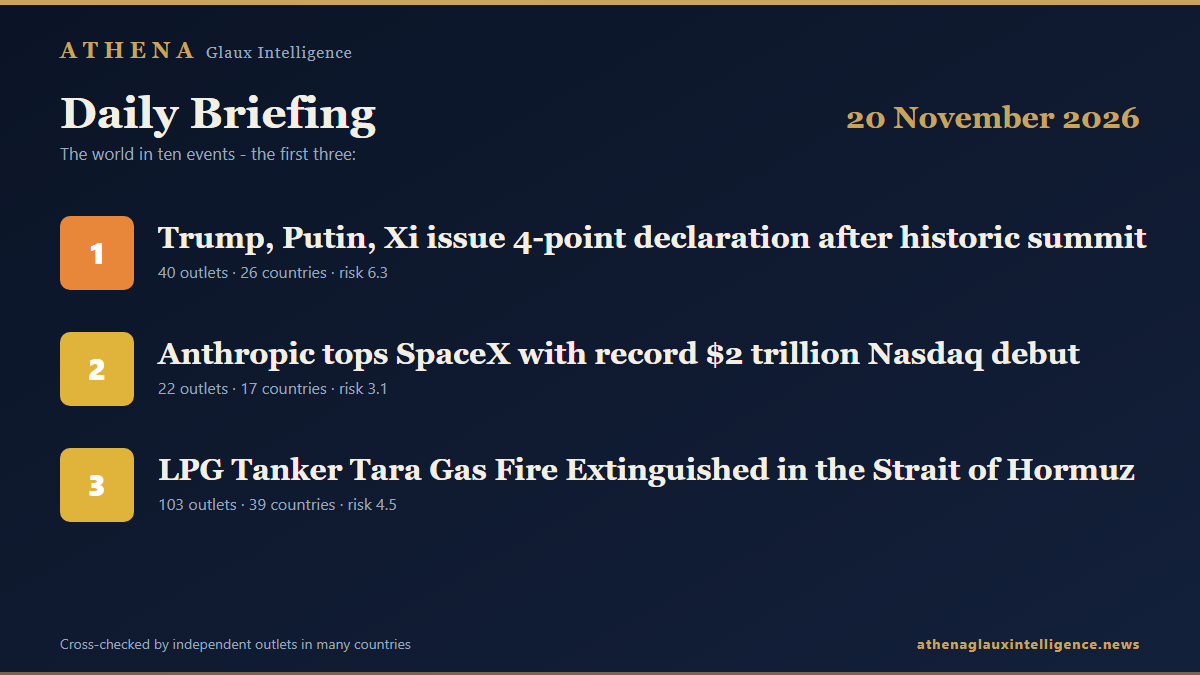 ATHENA Glaux Intelligence
Daily Briefing
20 November 2026
The world in ten events - the first three:
1
Trump, Putin, Xi issue 4-point declaration after historic summit
40 outlets · 26 countries · risk 6.3
2
Anthropic tops SpaceX with record $2 trillion Nasdaq debut
22 outlets · 17 countries · risk 3.1
3
LPG Tanker Tara Gas Fire Extinguished in the Strait of Hormuz
103 outlets · 39 countries · risk 4.5
Cross-checked by independent outlets in many countries
athenaglauxintelligence.news